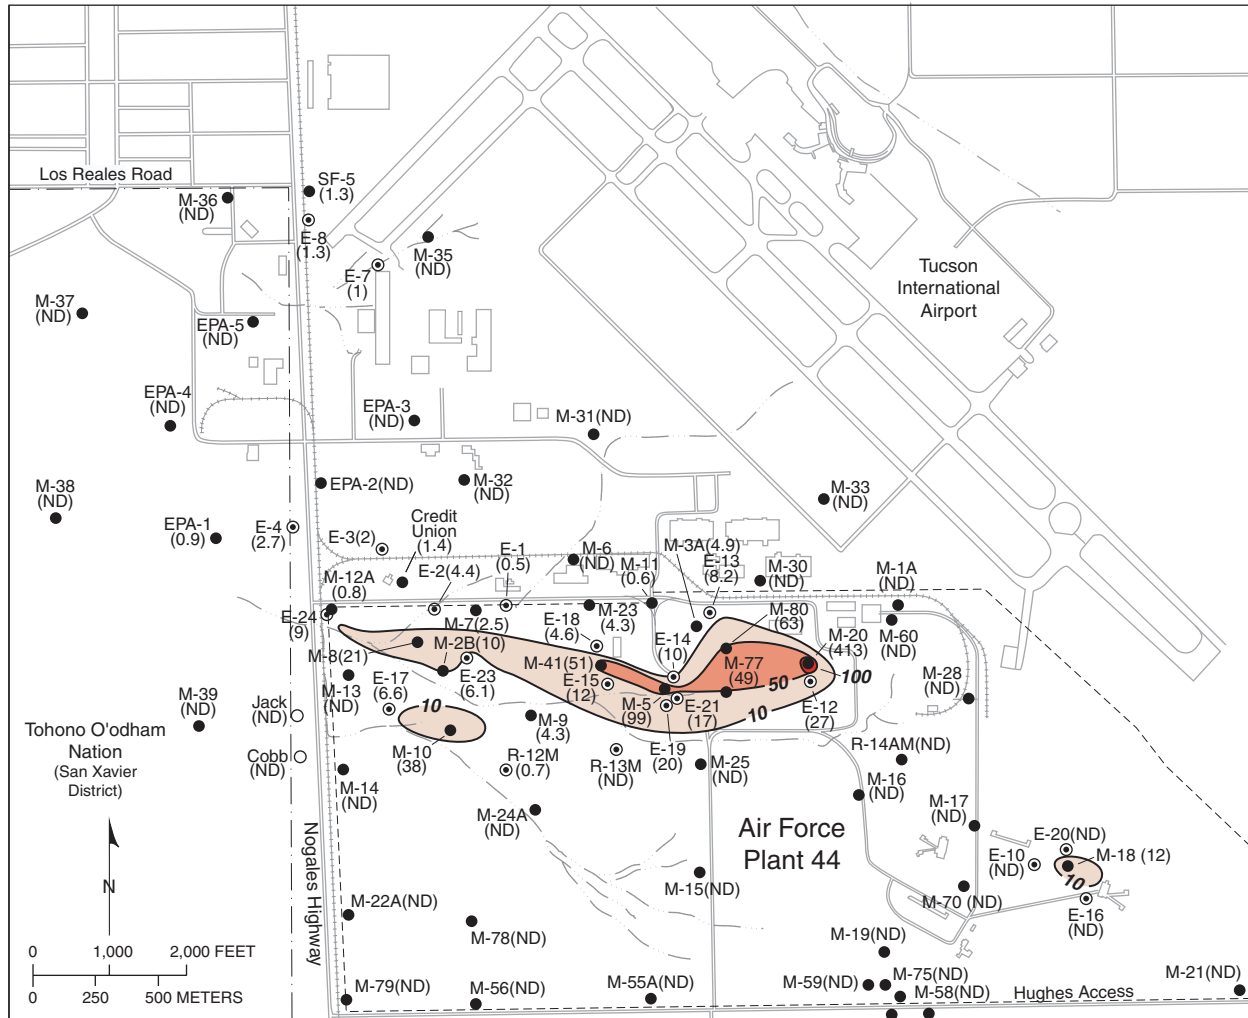 Los Reales Road
SF-5
(1.3)
M-36
(ND)
E-8
(1.3)
M-35
(ND)
E-7
(1)
Tucson
International
Airport
M-37
(ND)
EPA-5
(ND)
EPA-4
(ND)
EPA-3
(ND)
M-31(ND)
M-38
(ND)
EPA-2(ND)
M-32
(ND)
M-33
(ND)
EPA-1
(0.9)
E-4
(2.7)
E-3(2)
Credit
Union
(1.4)
E-1
(0.5)
M-6
(ND)
M-3A(4.9)
E-13
(8.2)
M-11
(0.6)
M-30
(ND)
M-1A
(ND)
M-12A
(0.8)
E-2(4.4)
E-24
(9)
M-7(2.5)
M-23
(4.3)
E-18
(4.6)
E-14
(10)
M-80
(63)
M-60
(ND)
M-8(21)
M-2B(10)
M-20
(413)
M-41(51)
M-77
(49)
50
100
M-13
(ND)
E-17
(6.6)
E-23
(6.1)
E-15
(12)
M-5
(99)
E-21
(17)
10
E-12
(27)
M-28
(ND)
M-39
(ND)
Jack
(ND)
10
M-9
(4.3)
E-19
(20)
Tohono O'odham
Nation
(San Xavier
District)
Cobb
(ND)
M-10
(38)
R-12M
(0.7)
R-13M
(ND)
M-25
(ND)
R-14AM(ND)
M-14
(ND)
M-16
(ND)
M-24A
(ND)
M-17
(ND)
Air Force
Plant 44
E-20(ND)
E-10
(ND)
M-18 (12)
10
N
Nogales Highway
M-15(ND)
M-70 (ND)
E-16
(ND)
M-22A(ND)
M-78(ND)
M-19(ND)
0 1,000 2,000 FEET
0 250 500 METERS
M-79(ND)
M-56(ND)
M-55A(ND)
M-59(ND)
M-75(ND)
M-58(ND)
M-21(ND)
Hughes Access